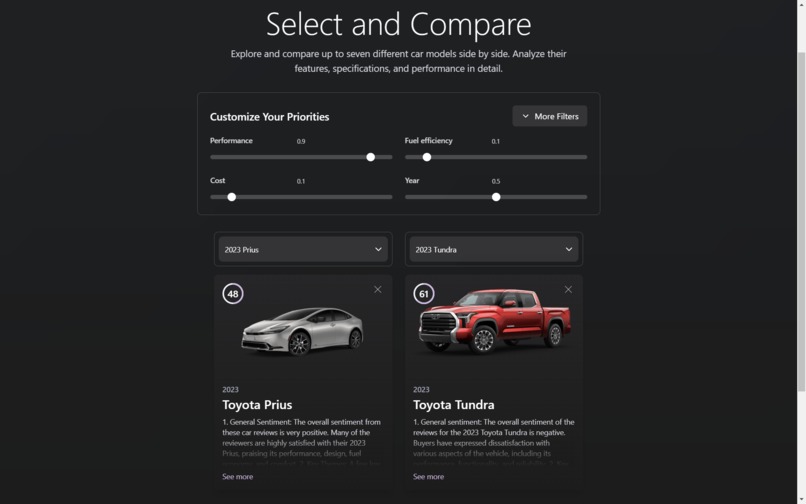 Select and Compare
Explore and compare up to seven different car models side by side. Analyze their
features, specifications, and performance in detail.
Customize Your Priorities
More Filters
Performance 0.9
Fuel efficiency 0.1
Cost 0.1
Year 0.5
2023 Prius
2023 Tundra
48
61
2023
Toyota Prius
1. General Sentiment: The overall sentiment from
these car reviews is very positive. Many of the
reviewers are highly satisfied with their 2023
Prius, praising its performance, design, fuel
See more
2023
Toyota Tundra
1. General sentiment: The overall sentiment of the
reviews for the 2023 Toyota Tundra is negative.
Buyers have expressed dissatisfaction with
various aspects of the vehicle, including its
See more